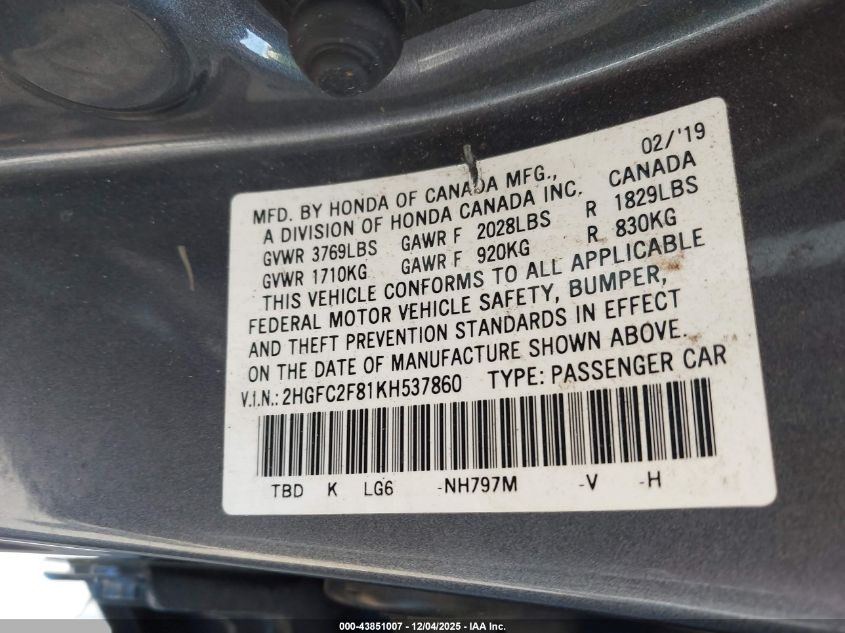 02/'19
MFD. BY HONDA OF CANADA MFG.,
A DIVISION OF HONDA CANADA INC. CANADA
GVWR 3769LBS GAWR F 2028LBS R 1829LBS
GVWR 1710KG GAWR F 920KG R 830KG
THIS VEHICLE CONFORMS TO ALL APPLICABLE
FEDERAL MOTOR VEHICLE SAFETY, BUMPER,
AND THEFT PREVENTION STANDARDS IN EFFECT
ON THE DATE OF MANUFACTURE SHOWN ABOVE.
V.I.N.: 2HGFC2F81KH537860 TYPE: PASSENGER CAR
TBD K LG6 -NH797M -V -H
000-43851007 - 12/04/2025 - IAA Inc.